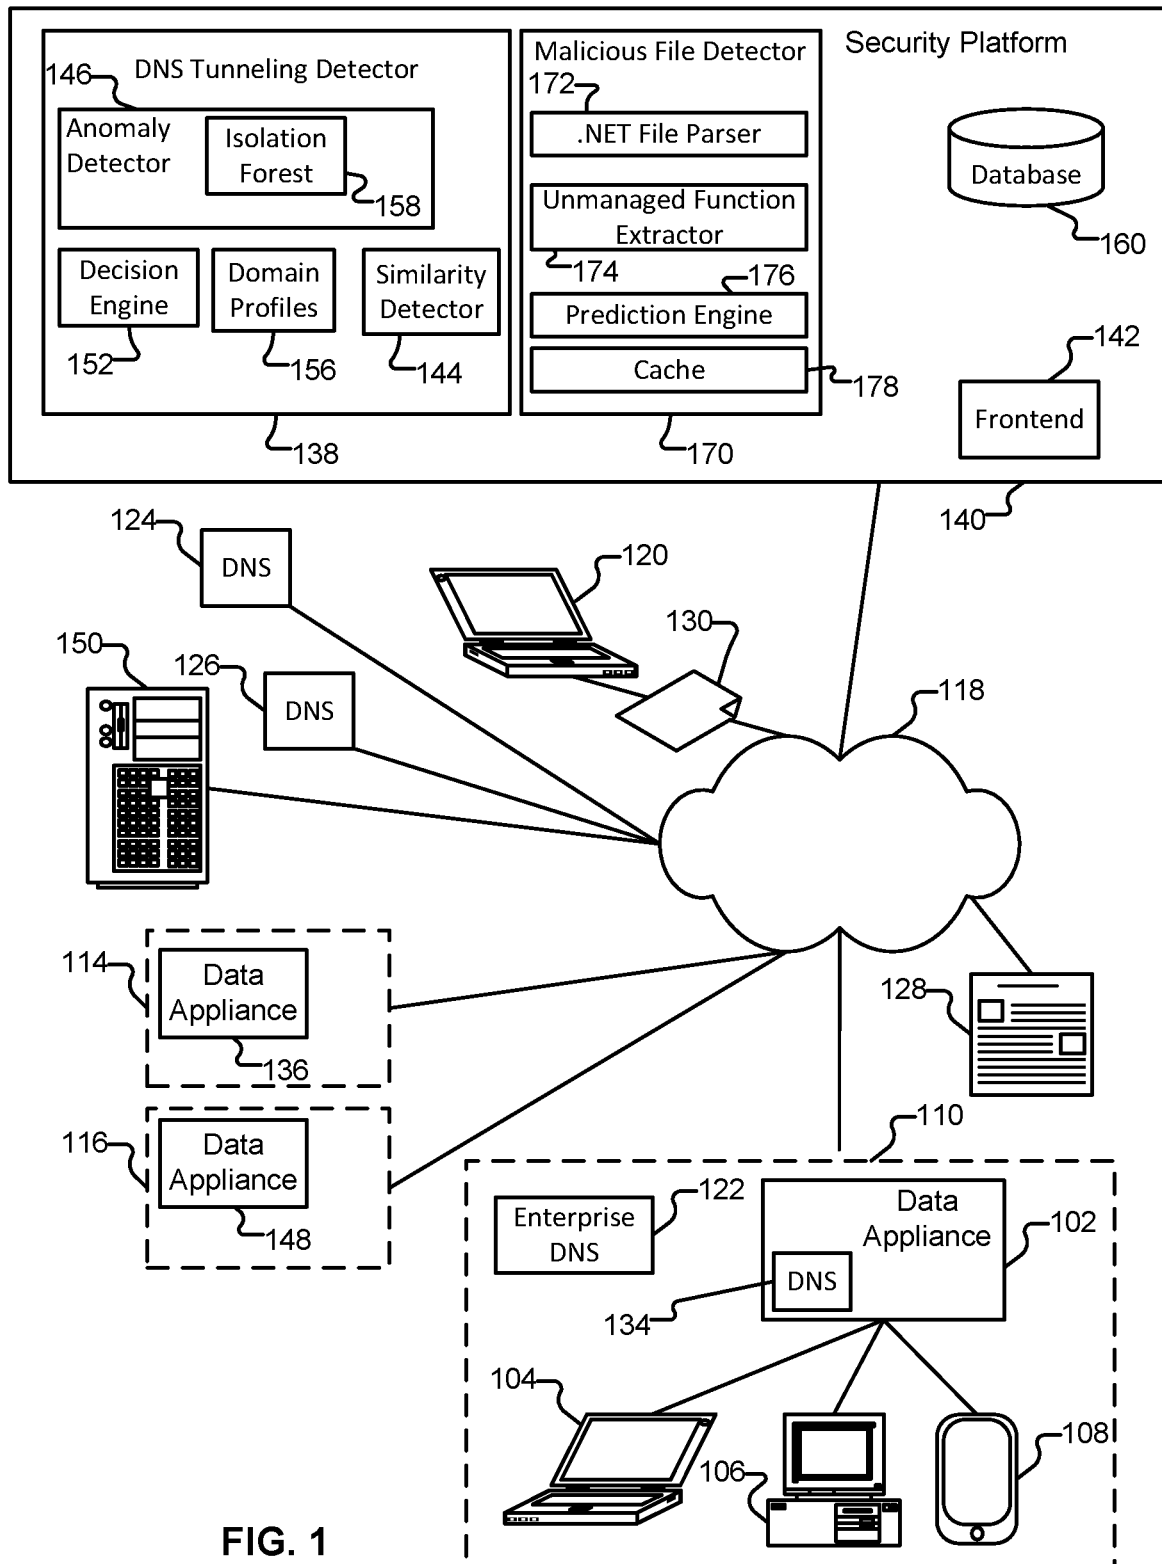 Security Platform
DNS Tunneling Detector
146
Anomaly
Detector
Isolation
Forest
158
Decision
Engine
152
Domain
Profiles
156
Similarity
Detector
144
138
Malicious File Detector
172
.NET File Parser
Unmanaged Function
Extractor
174
176
Prediction Engine
Cache
178
170
Database
160
142
Frontend
140
124
DNS
120
130
150
126
DNS
118
114
Data
Appliance
136
128
116
Data
Appliance
148
110
Enterprise
DNS
122
Data
Appliance
102
DNS
134
104
106
108
FIG. 1